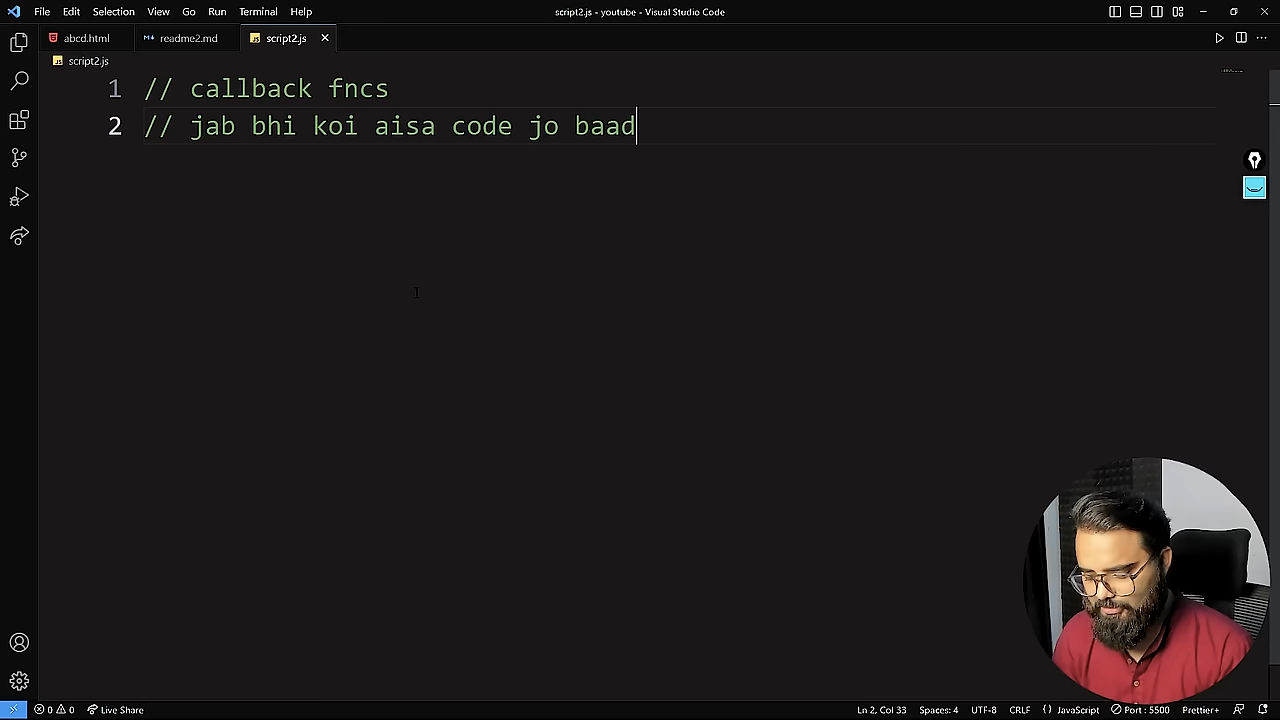 File Edit Selection View Go Run Terminal Help
script2.js - youtube - Visual Studio Code
abcd.html
readme2.md
script2.js
script2.js
1 // callback fncs
2 // jab bhi koi aisa code jo baad
0 0
Live Share
Ln 2, Col 33
Spaces: 4
UTF-8
CRLF
{} JavaScript
Port : 5500
Prettier+